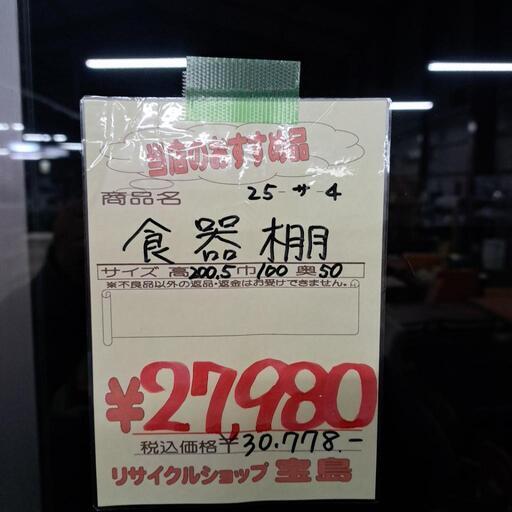 当店のおすすめ品
商品名 25-サ-4
食器棚
サイズ 高200.5巾100奥50
※不良品以外の返品・返金はお受けできません。
¥27,980
税込価格¥30.778.-
リサイクルショップ 宝島